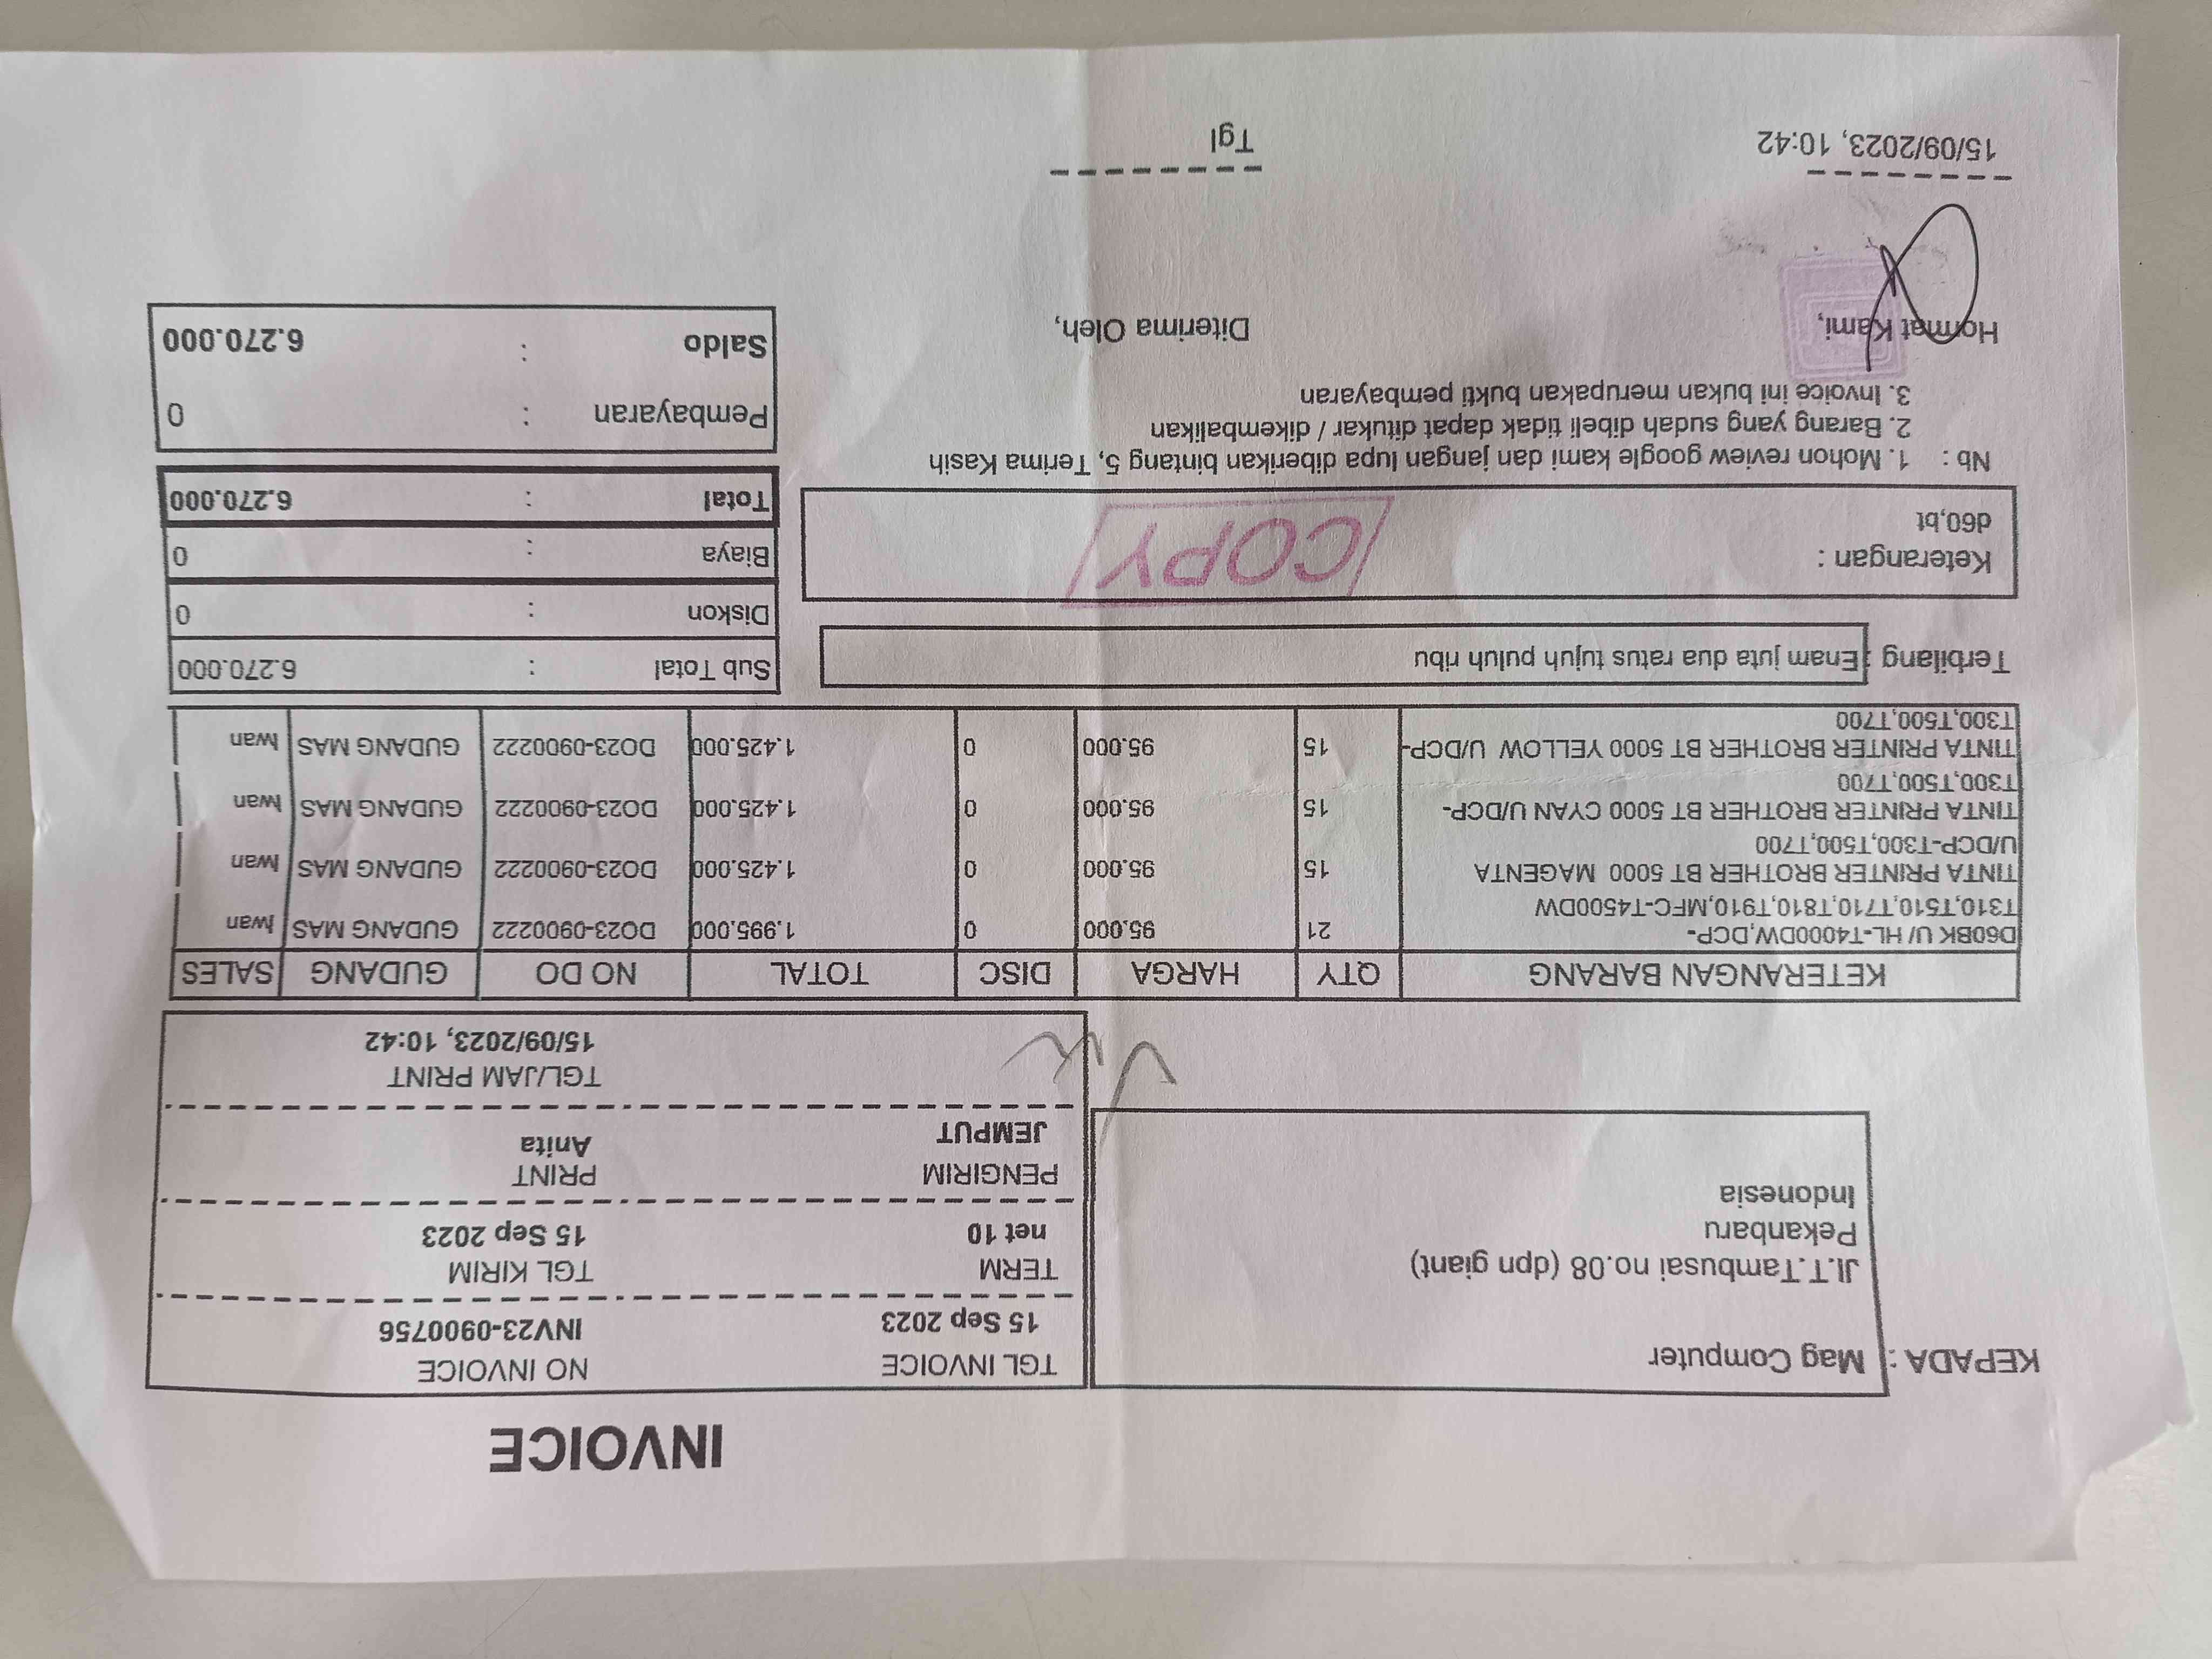 INVOICE
KEPADA : Mag Computer
Jl.T.Tambusai no.08 (dpn giant)
Pekanbaru
Indonesia
TGL INVOICE NO INVOICE
15 Sep 2023 INV23-0900756
TERM TGL KIRIM
net 10 15 Sep 2023
PENGIRIM PRINT
JEMPUT Anita
TGL/JAM PRINT
15/09/2023, 10:42
KETERANGAN BARANG QTY HARGA DISC TOTAL NO DO GUDANG SALES
D60BK U/ HL-T4000DW,DCP- 21 95.000 0 1.995.000 DO23-0900222 GUDANG MAS Iwan
T310,T510,T710,T810,T910,MFC-T4500DW
TINTA PRINTER BROTHER BT 5000 MAGENTA 15 95.000 0 1.425.000 DO23-0900222 GUDANG MAS Iwan
U/DCP-T300,T500,T700
TINTA PRINTER BROTHER BT 5000 CYAN U/DCP- 15 95.000 0 1.425.000 DO23-0900222 GUDANG MAS Iwan
T300,T500,T700
TINTA PRINTER BROTHER BT 5000 YELLOW U/DCP- 15 95.000 0 1.425.000 DO23-0900222 GUDANG MAS Iwan
T300,T500,T700
Terbilang : Enam juta dua ratus tujuh puluh ribu
Sub Total : 6.270.000
Diskon : 0
Biaya : 0
Total : 6.270.000
Pembayaran : 0
Saldo : 6.270.000
Keterangan :
d60,bt
COPY
Nb : 1. Mohon review google kami dan jangan lupa diberikan bintang 5, Terima Kasih
2. Barang yang sudah dibeli tidak dapat ditukar / dikembalikan
3. Invoice ini bukan merupakan bukti pembayaran
Hormat Kami, Diterima Oleh,
15/09/2023, 10:42 Tgl